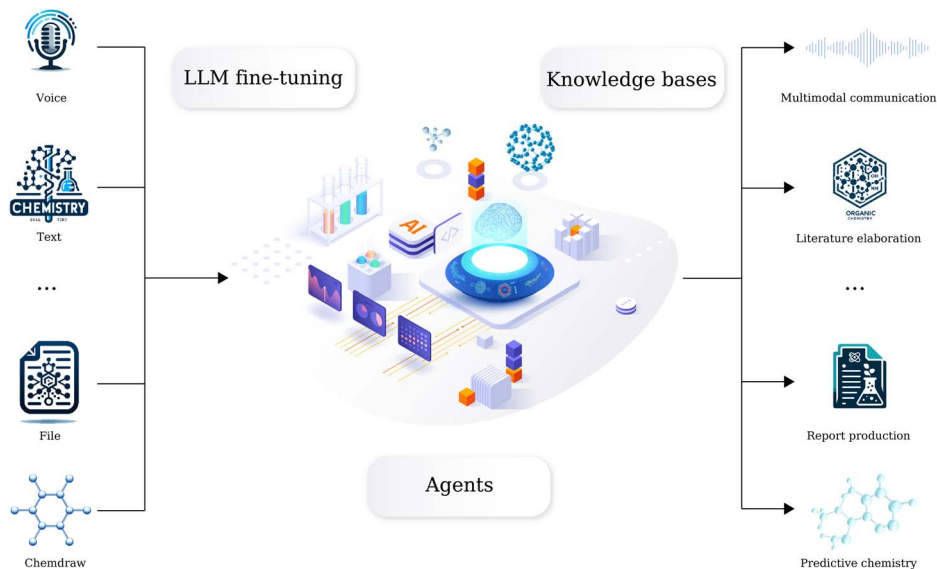 Voice
LLM fine-tuning
Knowledge bases
Multimodal communication
CHEMISTRY
Text
AI
</>
ORGANIC
CHEMISTRY
Literature elaboration
...
...
File
Report production
Agents
Chemdraw
Predictive chemistry